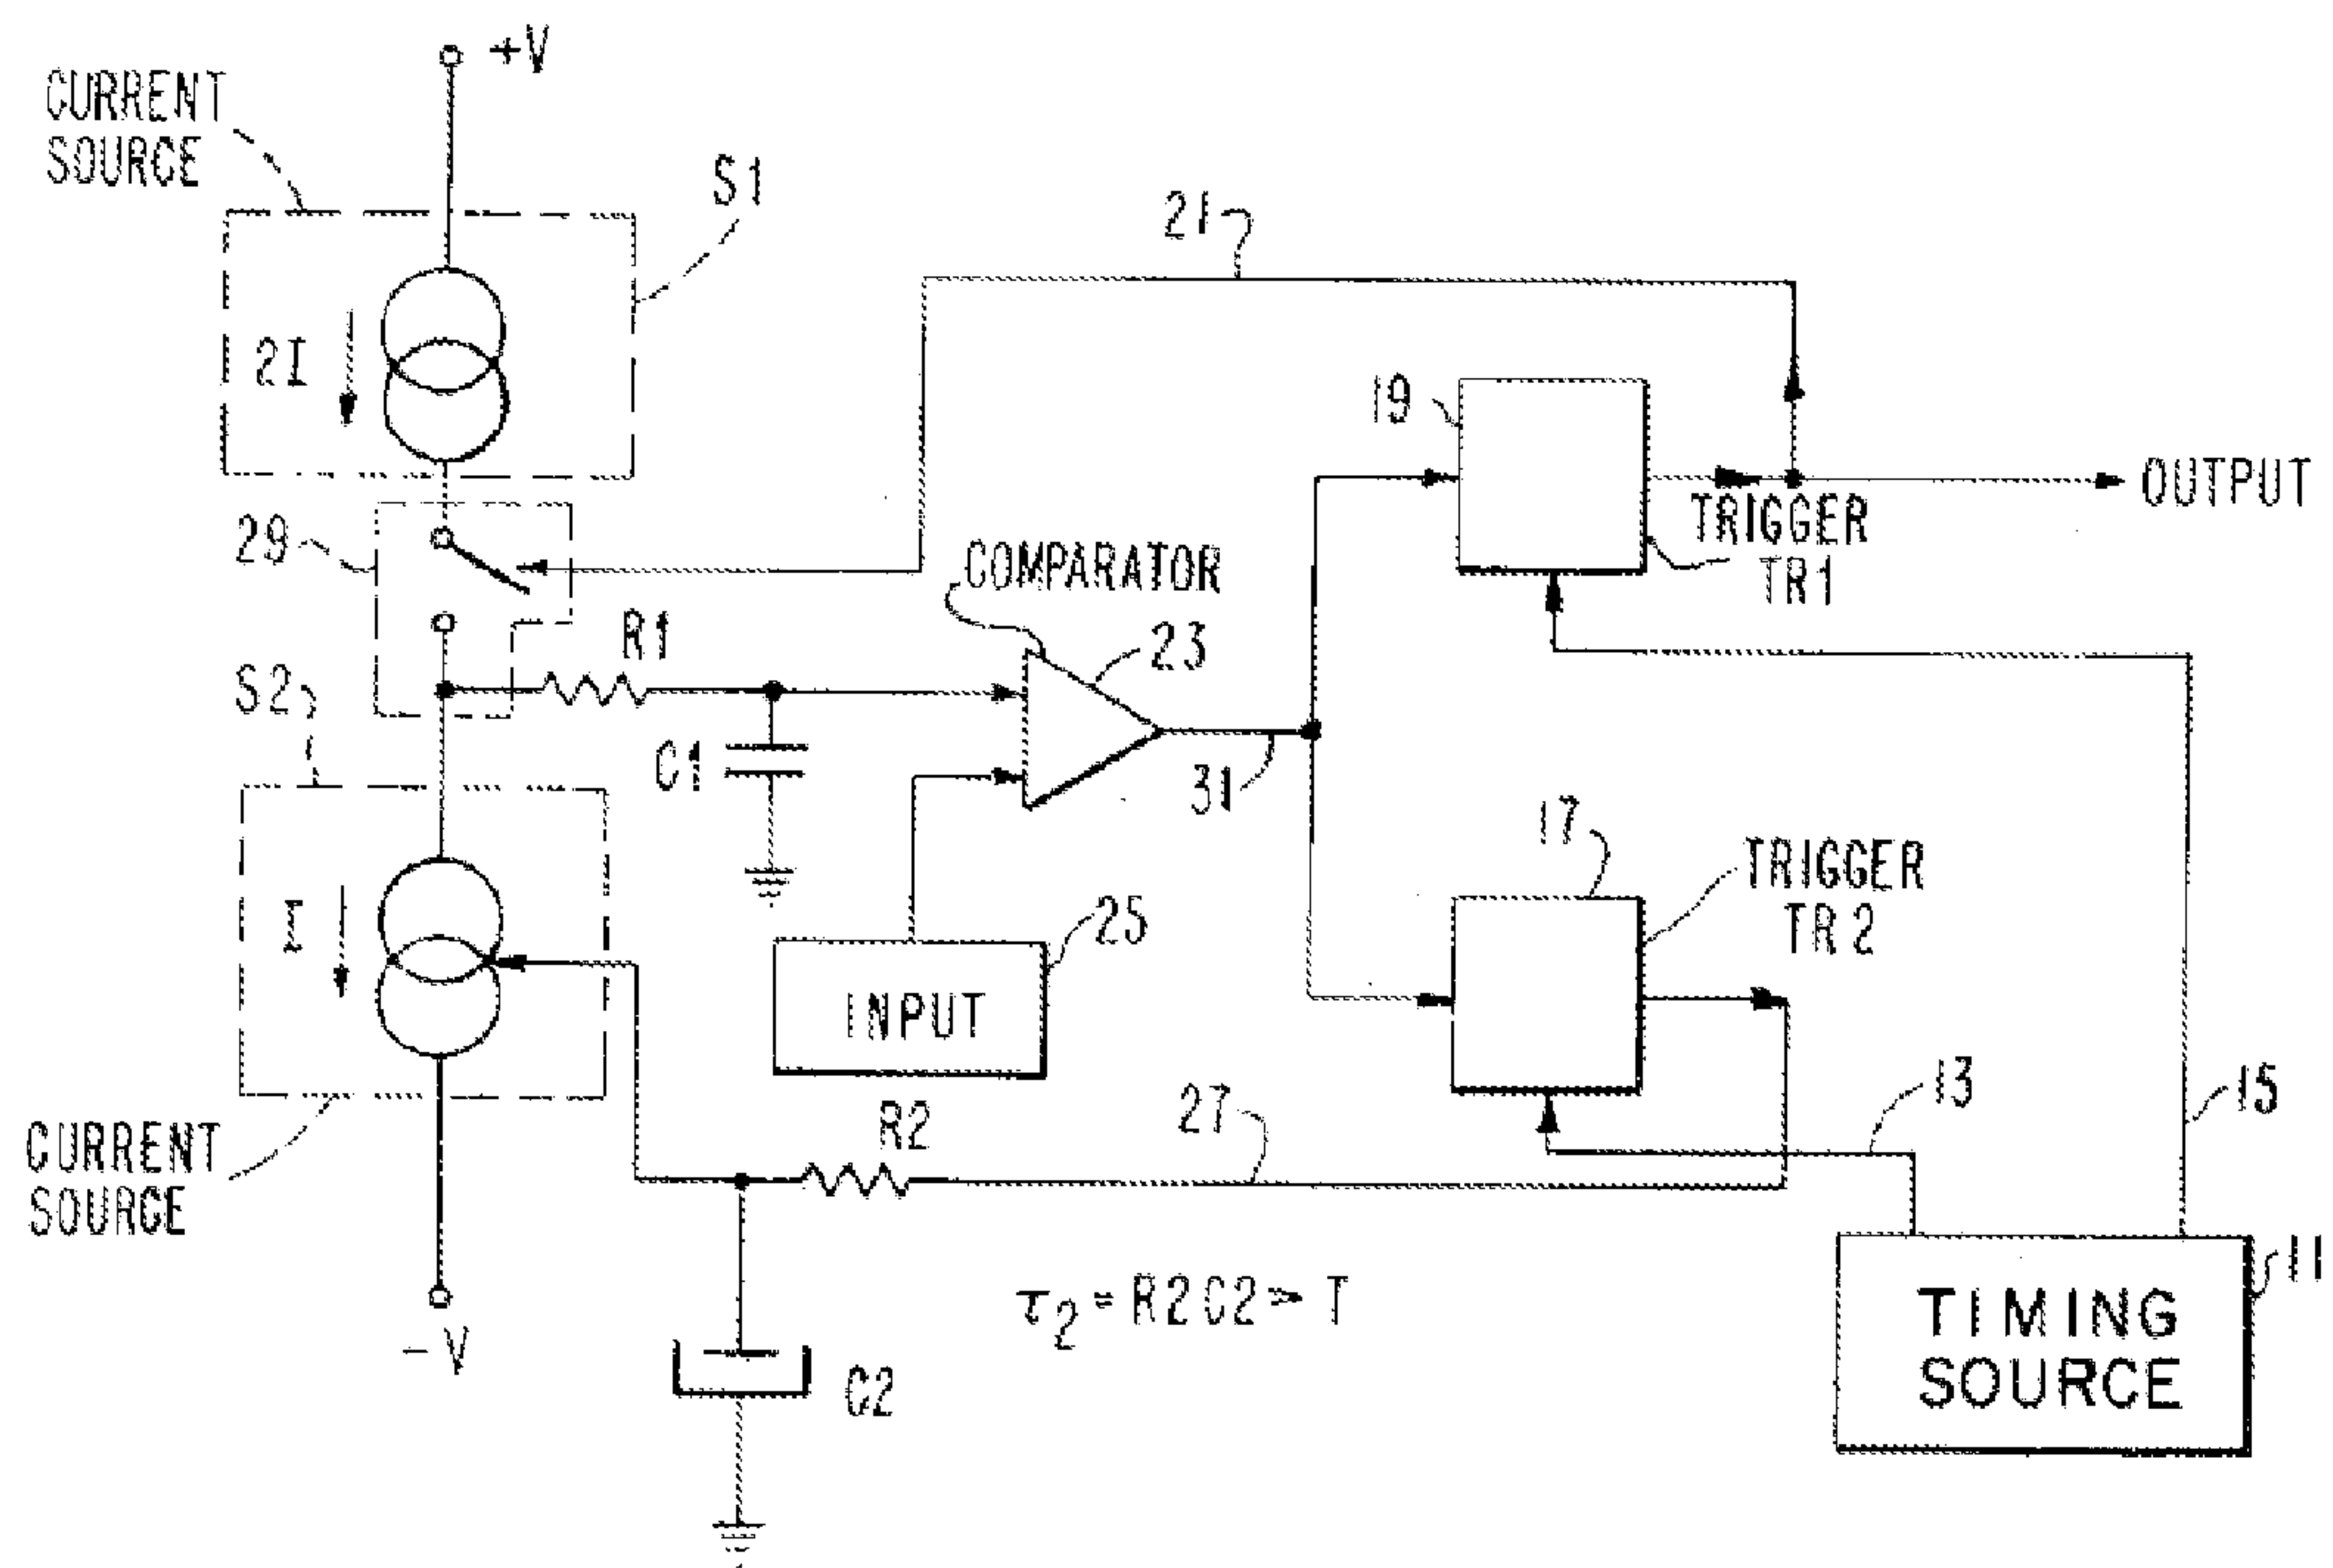 +V
CURRENT
SOURCE
S1
21
2I
19
OUTPUT
TRIGGER
TR1
29
COMPARATOR
R1
23
S2
C1
31
17
TRIGGER
TR2
I
25
INPUT
13
15
R2
27
CURRENT
SOURCE
11
τ2 = R2C2 > T
TIMING
SOURCE
-V
C2